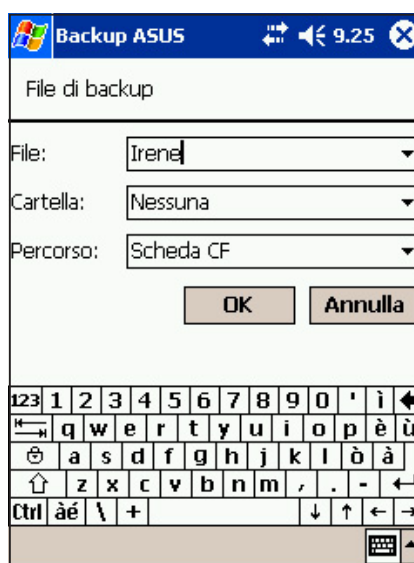 Backup ASUS 9.25
File di backup
File: Irene
Cartella: Nessuna
Percorso: Scheda CF
OK Annulla
123 1 2 3 4 5 6 7 8 9 0 ' ì
q w e r t y u i o p è ù
a s d f g h j k l ò à
z x c v b n m , . -
Ctrl àé \ + ↓ ↑ ← →